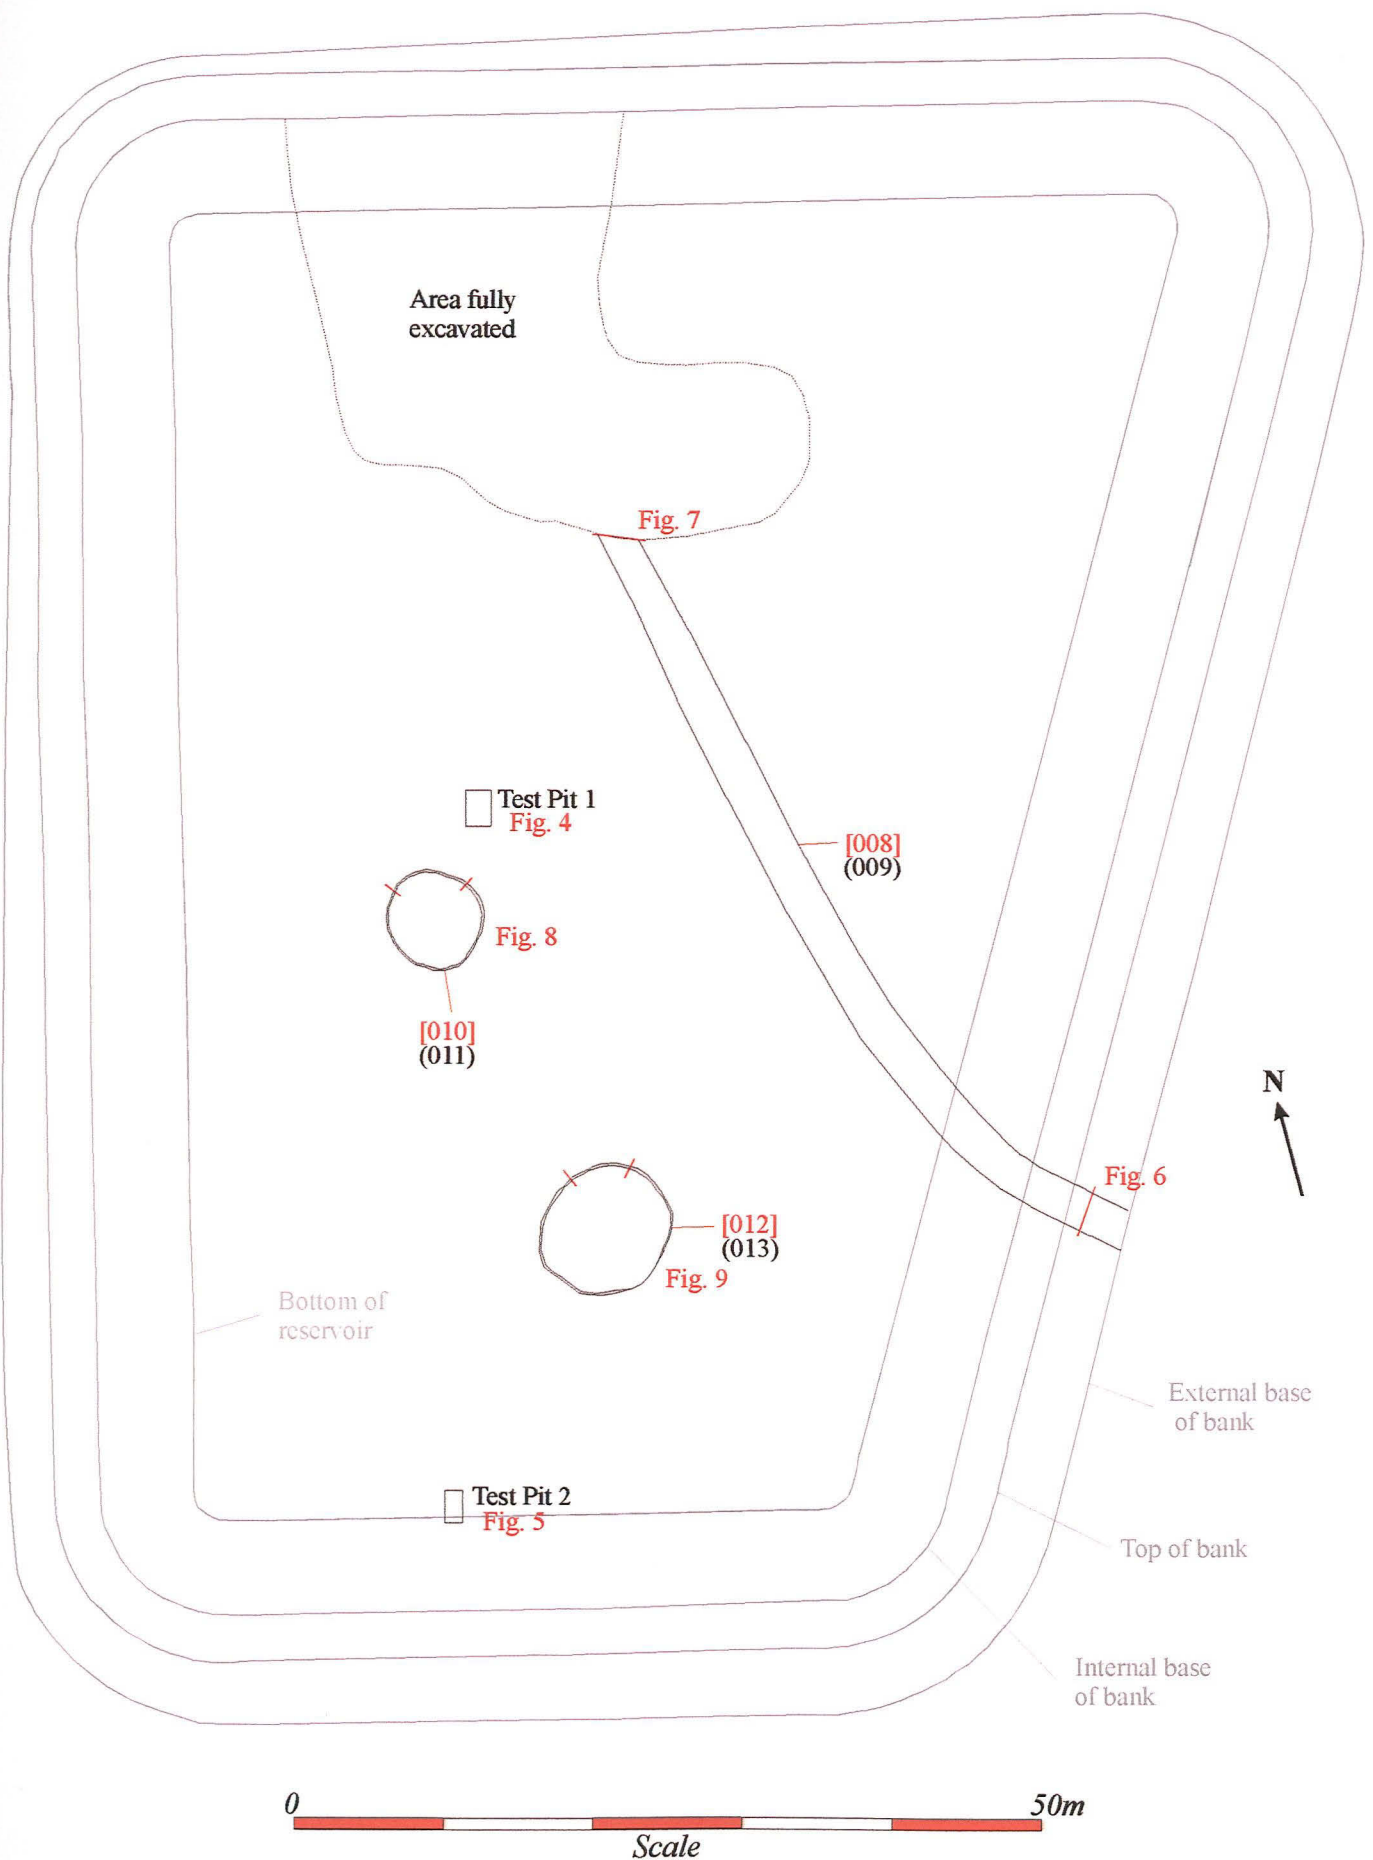 Area fully
excavated
Fig. 7
Test Pit 1
Fig. 4
[008]
(009)
Fig. 8
[010]
(011)
N
Fig. 6
[012]
(013)
Fig. 9
Bottom of
reservoir
External base
of bank
Test Pit 2
Fig. 5
Top of bank
Internal base
of bank
0
50m
Scale